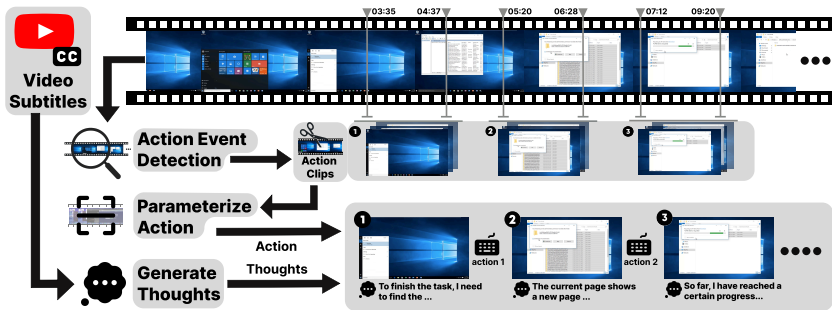 03:35 04:37 05:20 06:28 07:12 09:20
CC
Video
Subtitles
Action Event
Detection
Action
Clips
1 2 3
Parameterize
Action
Action
Generate
Thoughts
Thoughts
1 2 3
action 1
action 2
To finish the task, I need
to find the ...
The current page shows
a new page ...
So far, I have reached a
certain progress...